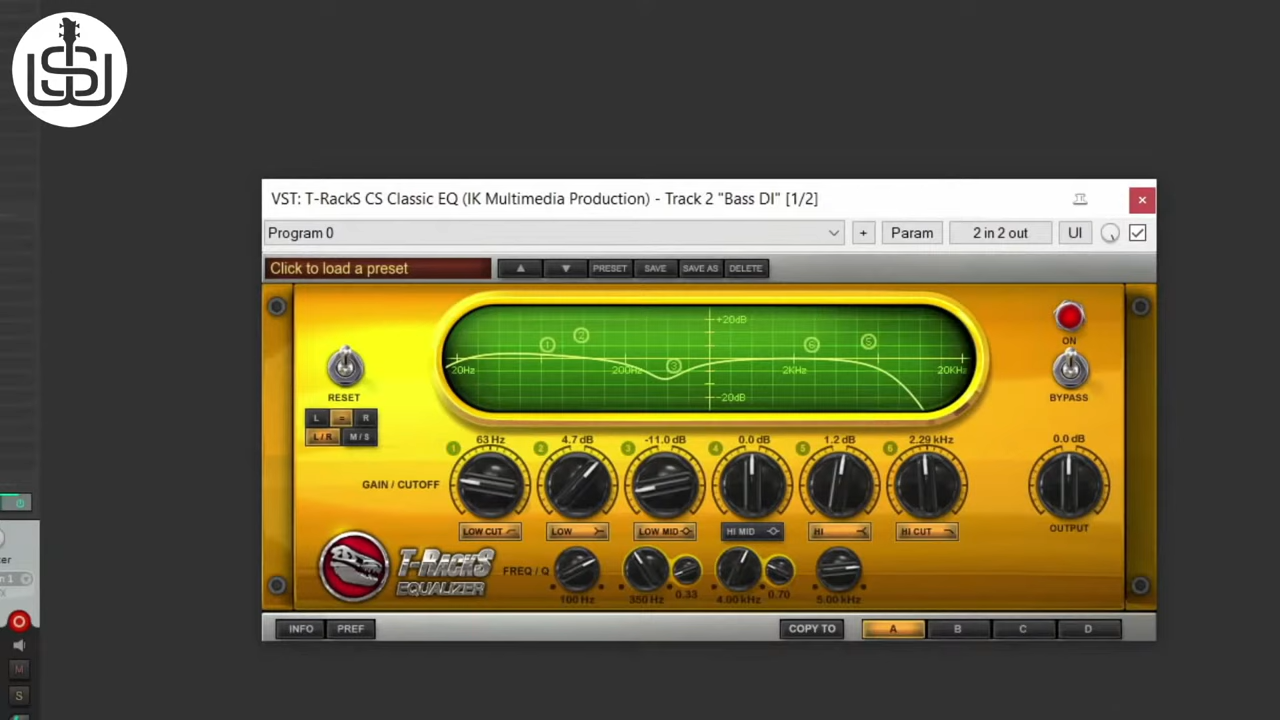 VST: T-RackS CS Classic EQ (IK Multimedia Production) - Track 2 "Bass DI" [1/2]
Program 0
+
Param
2 in 2 out
UI
Click to load a preset
PRESET
SAVE
SAVE AS
DELETE
+20dB
1
2
3
5
20Hz
200Hz
2KHz
20KHz
-20dB
ON
BYPASS
RESET
L = R
L / R
M / S
63 Hz
4.7 dB
-11.0 dB
0.0 dB
1.2 dB
2.29 kHz
0.0 dB
1
2
3
4
5
6
GAIN / CUTOFF
OUTPUT
LOW CUT
LOW
LOW MID
HI MID
HI
HI CUT
T-RACKS
EQUALIZER
FREQ / Q
100 Hz
350 Hz
0.33
4.00 kHz
0.70
5.00 kHz
INFO
PREF
COPY TO
A
B
C
D
M
S